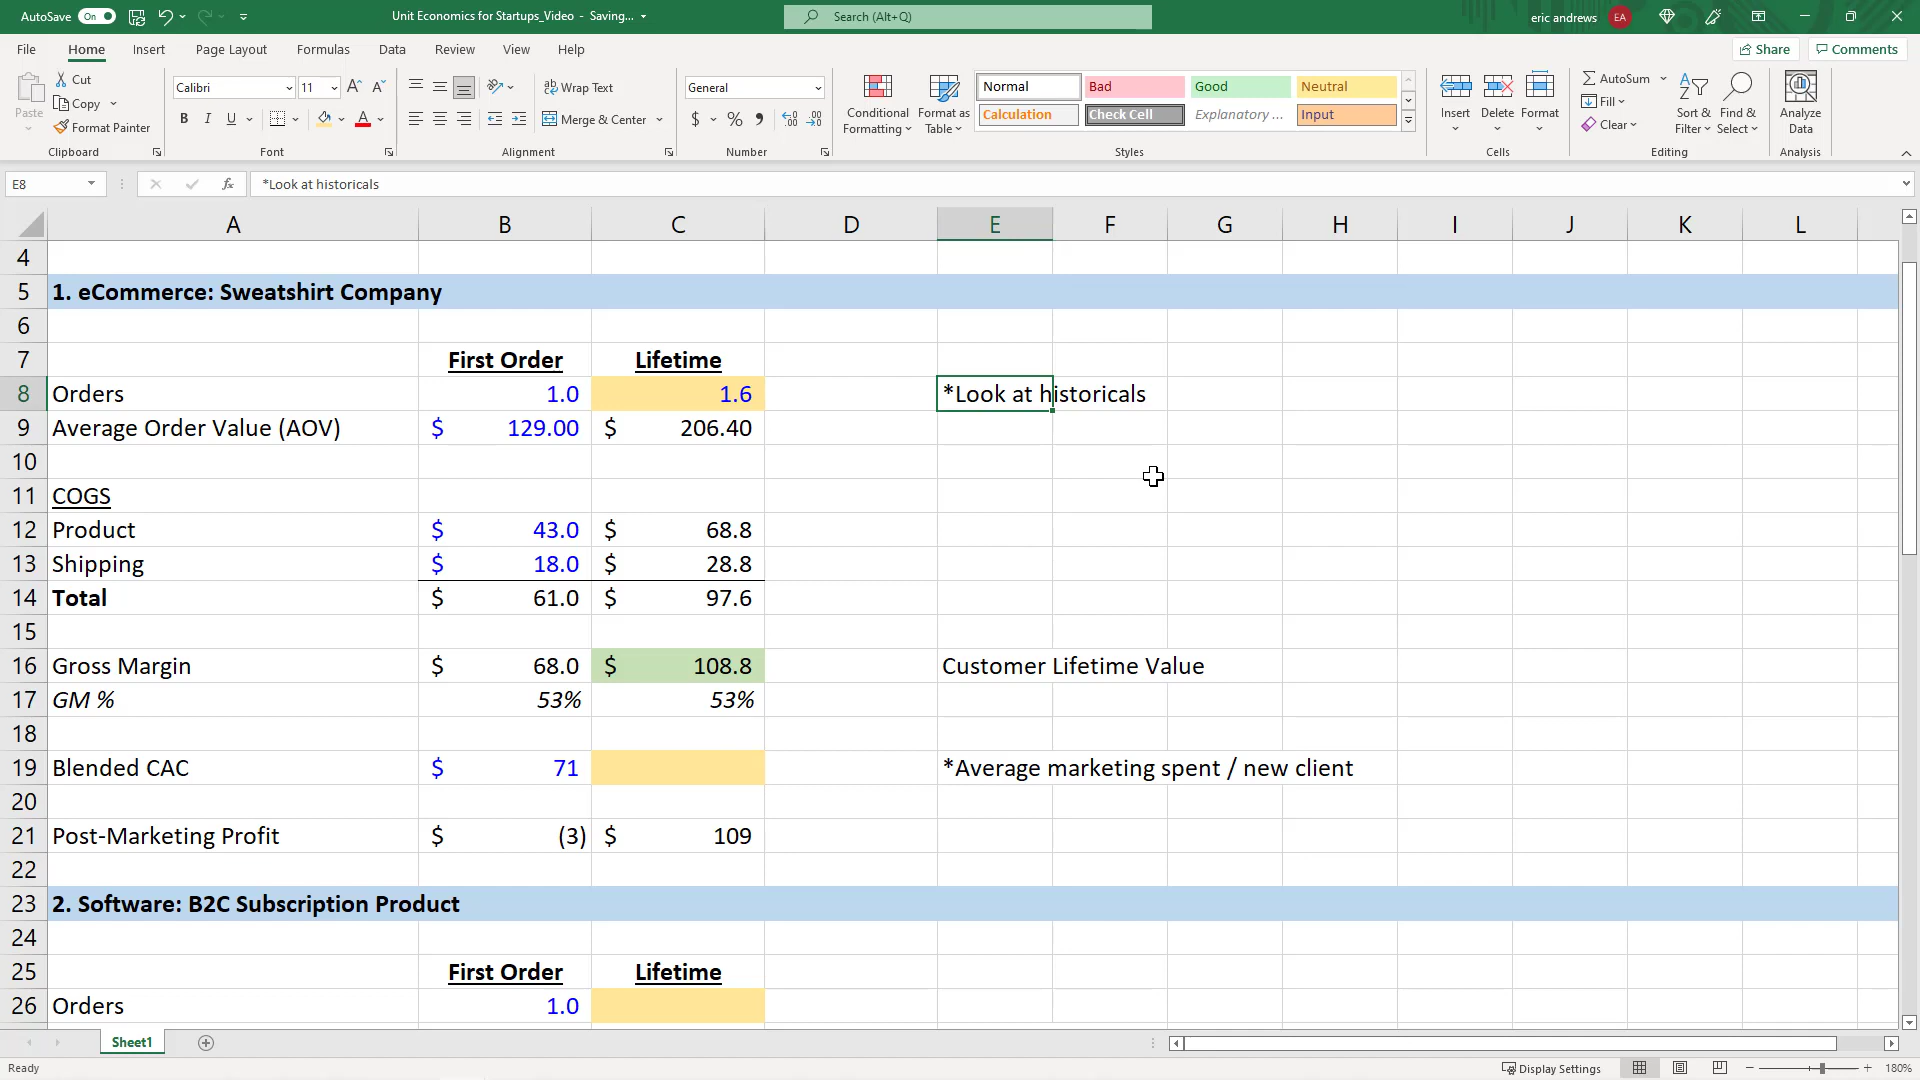 AutoSave On Unit Economics for Startups_Video - Saving... Search (Alt+Q) eric andrews EA
File Home Insert Page Layout Formulas Data Review View Help Share Comments
Paste Cut Copy Format Painter Clipboard
Calibri 11 A A B I U A Font
ab Wrap Text Merge & Center Alignment
General $ % 9 Number
Conditional Formatting Format as Table
Normal Bad Good Neutral
Calculation Check Cell Explanatory ... Input
Styles
Insert Delete Format Cells
AutoSum Fill Clear Sort & Filter Find & Select Editing
Analyze Data Analysis
E8 fx *Look at historicals
A B C D E F G H I J K L
4
5 1. eCommerce: Sweatshirt Company
6
7 First Order Lifetime
8 Orders 1.0 1.6 *Look at historicals
9 Average Order Value (AOV) $ 129.00 $ 206.40
10
11 COGS
12 Product $ 43.0 $ 68.8
13 Shipping $ 18.0 $ 28.8
14 Total $ 61.0 $ 97.6
15
16 Gross Margin $ 68.0 $ 108.8 Customer Lifetime Value
17 GM % 53% 53%
18
19 Blended CAC $ 71 *Average marketing spent / new client
20
21 Post-Marketing Profit $ (3) $ 109
22
23 2. Software: B2C Subscription Product
24
25 First Order Lifetime
26 Orders 1.0
Sheet1
Ready Display Settings 180%